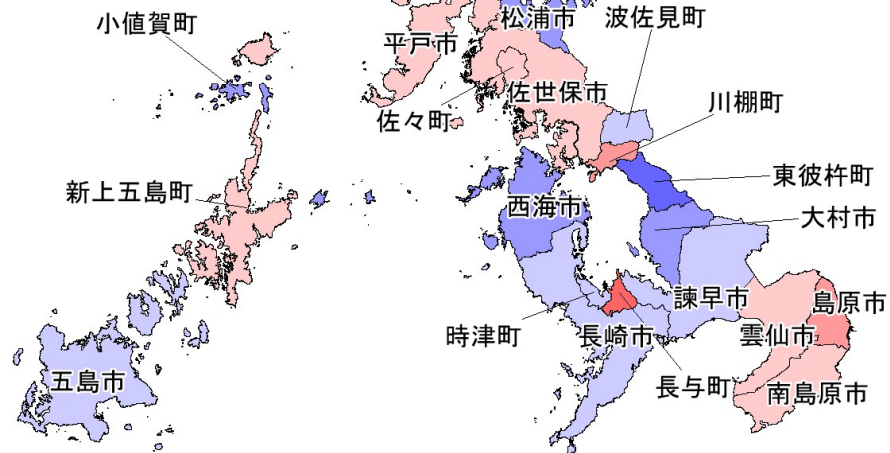 小値賀町
松浦市
波佐見町
平戸市
佐世保市
川棚町
佐々町
東彼杵町
新上五島町
西海市
大村市
諫早市
島原市
時津町
長崎市
雲仙市
五島市
長与町
南島原市